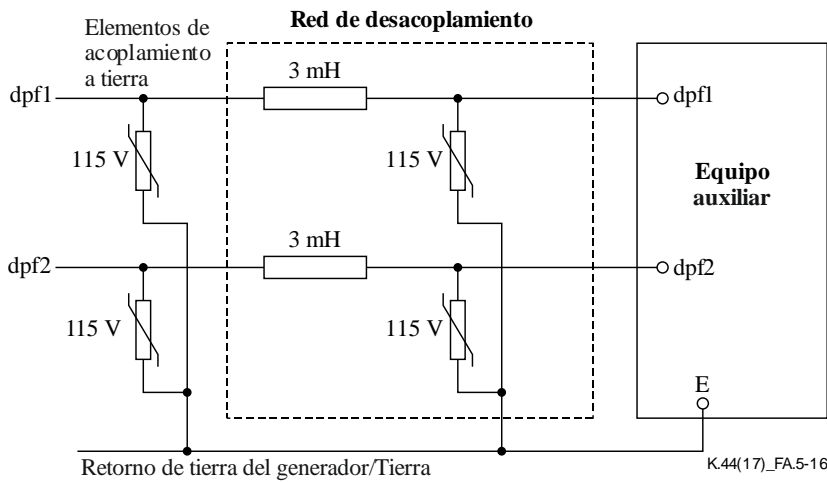 Red de desacoplamiento
Elementos de
acoplamiento
a tierra
3 mH
dpf1
dpf1
115 V
115 V
Equipo
auxiliar
3 mH
dpf2
dpf2
115 V
115 V
E
Retorno de tierra del generador/Tierra
K.44(17)_FA.5-16